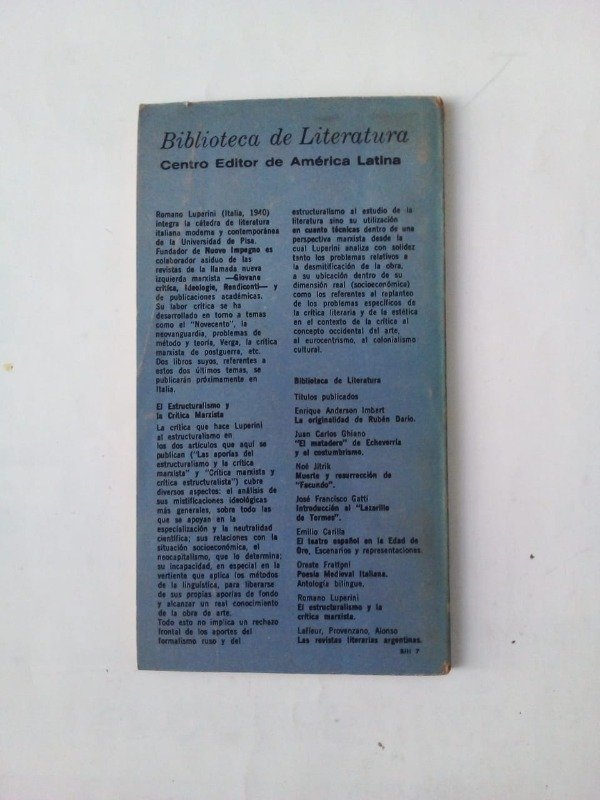 Biblioteca de Literatura
Centro Editor de América Latina
Romano Luperini (Italia, 1940)
integra la cátedra de literatura
italiana moderna y contemporánea
de la Universidad de Pisa.
Fundador de Nuovo Impegno es
colaborador asiduo de las
revistas de la llamada nueva
izquierda marxista —Giovane
critica, Ideologie, Rendiconti— y
de publicaciones académicas.
Su labor crítica se ha
desarrollado en torno a temas
como el "Novecento", la
neovanguardia, problemas de
método y teoría, Verga, la crítica
marxista de postguerra, etc.
Dos libros suyos, referentes a
estos dos últimos temas, se
publicarán próximamente en
Italia.
El Estructuralismo y
la Crítica Marxista
La crítica que hace Luperini
al estructuralismo en
los dos artículos que aquí se
publican ("Las aporías del
estructuralismo y la crítica
marxista" y "Crítica marxista y
crítica estructuralista") cubre
diversos aspectos: el análisis de
sus mistificaciones ideológicas
más generales, sobre todo las
que se apoyan en la
especialización y la neutralidad
científica; sus relaciones con la
situación socioeconómica, el
neocapitalismo, que lo determina;
su incapacidad, en especial en la
vertiente que aplica los métodos
de la lingüística, para liberarse
de sus propias aporías de fondo
y alcanzar un real conocimiento
de la obra de arte.
Todo esto no implica un rechazo
frontal de los aportes del
formalismo ruso y del
estructuralismo al estudio de la
literatura sino su utilización
en cuanto técnicas dentro de una
perspectiva marxista desde la
cual Luperini analiza con solidez
tanto los problemas relativos a
la desmitificación de la obra,
a su ubicación dentro de su
dimensión real (socioeconómica)
como los referentes al replanteo
de los problemas específicos de
la crítica literaria y de la estética
en el contexto de la crítica al
concepto occidental del arte,
al eurocentrismo, al colonialismo
cultural.
Biblioteca de Literatura
Títulos publicados
Enrique Anderson Imbert
La originalidad de Rubén Darío.
Juan Carlos Ghiano
"El matadero" de Echeverría
y el costumbrismo.
Noé Jitrik
Muerte y resurrección de
"Facundo".
José Francisco Gatti
Introducción al "Lazarillo
de Tormes".
Emilio Carilla
El teatro español en la Edad de
Oro. Escenarios y representaciones.
Oreste Frattoni
Poesía Medieval Italiana.
Antología bilingüe.
Romano Luperini
El estructuralismo y la
crítica marxista.
Lafleur, Provenzano, Alonso
Las revistas literarias argentinas.